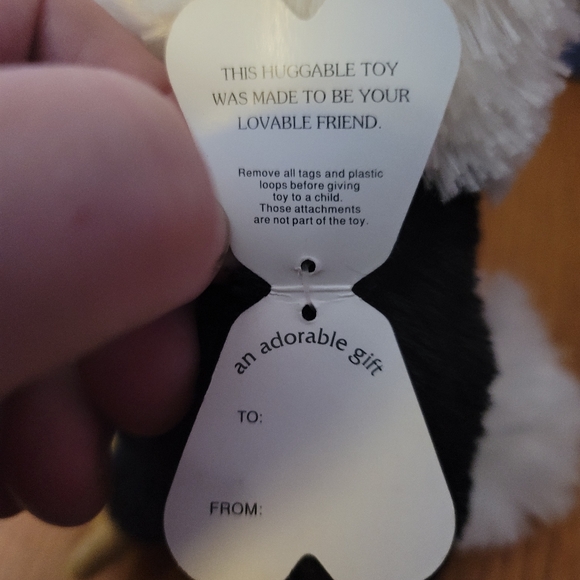 THIS HUGGABLE TOY
WAS MADE TO BE YOUR
LOVABLE FRIEND.
Remove all tags and plastic
loops before giving
toy to a child.
Those attachments
are not part of the toy.
an adorable gift
TO:
FROM: